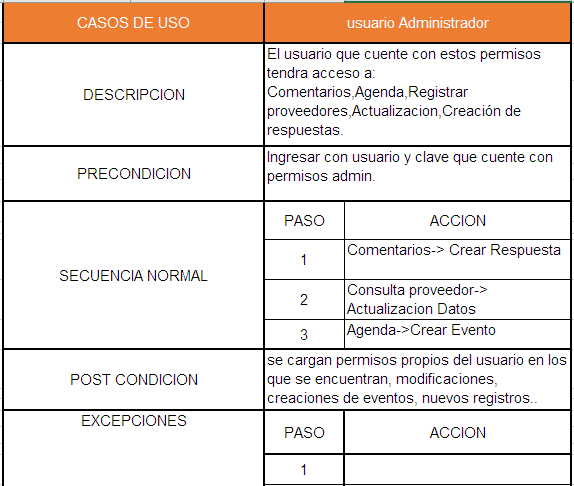 CASOS DE USO
usuario Administrador
DESCRIPCION
El usuario que cuente con estos permisos
tendra acceso a:
Comentarios,Agenda,Registrar
proveedores,Actualizacion,Creación de
respuestas.
PRECONDICION
Ingresar con usuario y clave que cuente con
permisos admin.
SECUENCIA NORMAL
PASO
ACCION
1
Comentarios-> Crear Respuesta
2
Consulta proveedor->
Actualizacion Datos
3
Agenda->Crear Evento
POST CONDICION
se cargan permisos propios del usuario en los
que se encuentran, modificaciones,
creaciones de eventos, nuevos registros..
EXCEPCIONES
PASO
ACCION
1